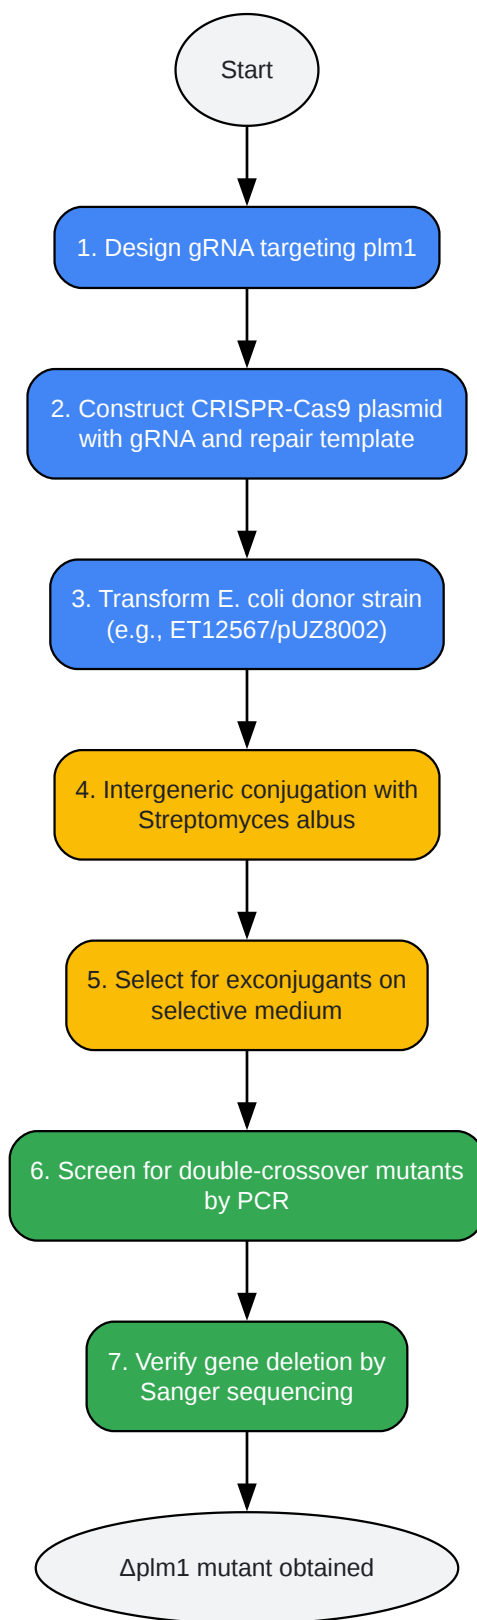 Start
1. Design gRNA targeting plm1
2. Construct CRISPR-Cas9 plasmid
with gRNA and repair template
3. Transform E. coli donor strain
(e.g., ET12567/pUZ8002)
4. Intergeneric conjugation with
Streptomyces albus
5. Select for exconjugants on
selective medium
6. Screen for double-crossover mutants
by PCR
7. Verify gene deletion by
Sanger sequencing
Δplm1 mutant obtained